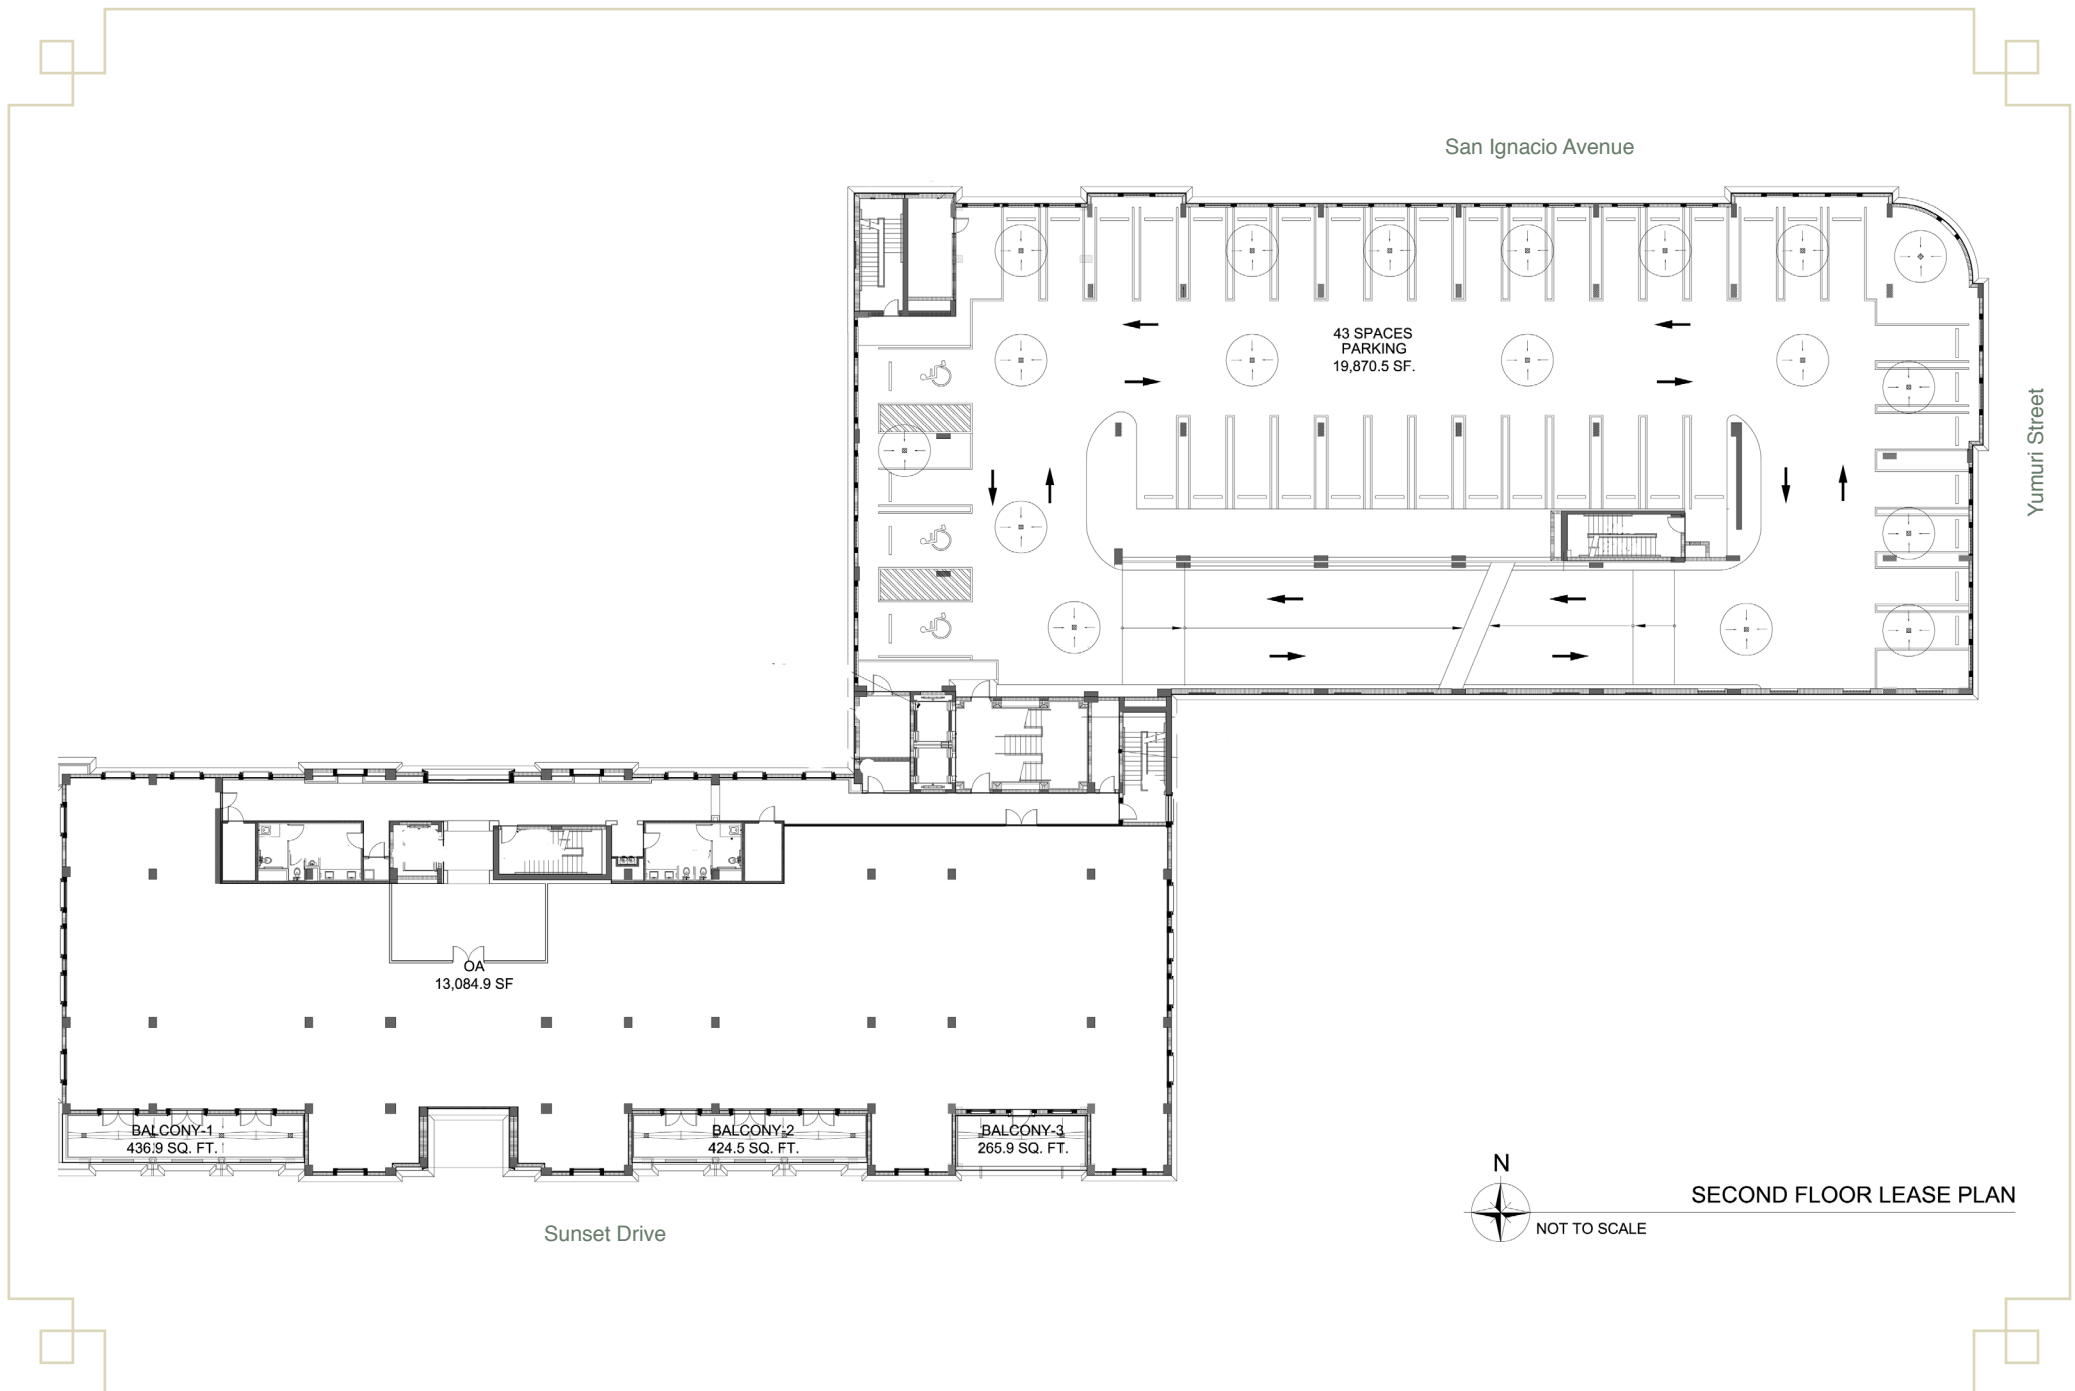 San Ignacio Avenue
43 SPACES
PARKING
19,870.5 SF.
Yumuri Street
OA
13,084.9 SF
BALCONY-1
436.9 SQ. FT.
BALCONY-2
424.5 SQ. FT.
BALCONY-3
265.9 SQ. FT.
N
SECOND FLOOR LEASE PLAN
NOT TO SCALE
Sunset Drive